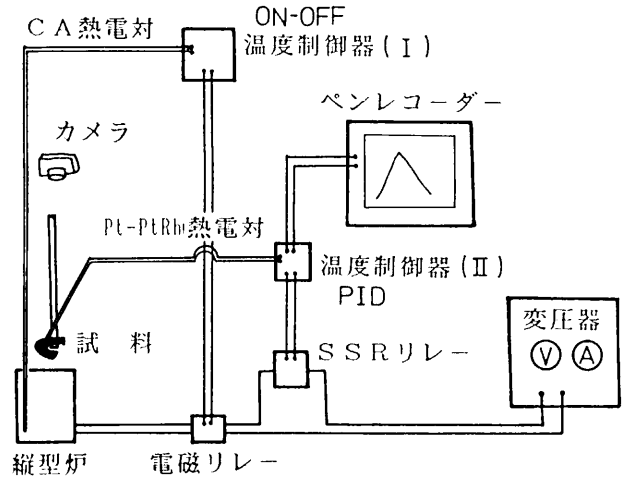 CA熱電対
ON-OFF
温度制御器(I)
ペンレコーダー
カメラ
Pt-PtRh熱電対
温度制御器(II)
PID
試料
SSRリレー
変圧器
V A
縦型炉
電磁リレー